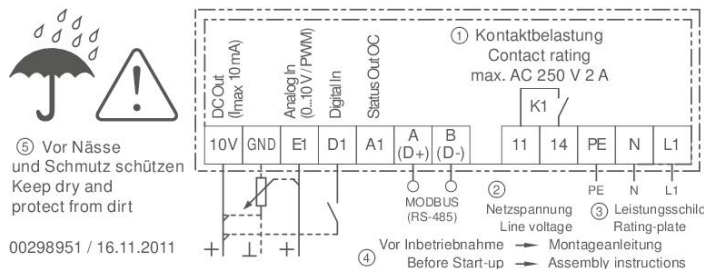 ① Kontaktbelastung
Contact rating
max. AC 250 V 2 A
DC Out
(Imax 10 mA)
Analog In
(0...10 V / PWM)
Digital In
Status Out OC
K1
10V GND E1 D1 A1 A (D+) B (D-) 11 14 PE N L1
MODBUS
(RS-485)
PE N L1
② Netzspannung
Line voltage
③ Leistungsschild
Rating-plate
④ Vor Inbetriebnahme → Montageanleitung
Before Start-up → Assembly instructions
⑤ Vor Nässe
und Schmutz schützen
Keep dry and
protect from dirt
00298951 / 16.11.2011
+ ⊥ +